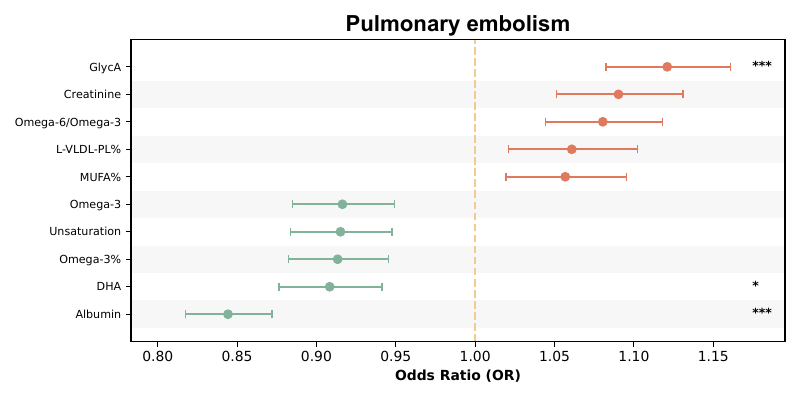 Pulmonary embolism
GlycA ***
Creatinine
Omega-6/Omega-3
L-VLDL-PL%
MUFA%
Omega-3
Unsaturation
Omega-3%
DHA *
Albumin ***
0.80 0.85 0.90 0.95 1.00 1.05 1.10 1.15
Odds Ratio (OR)